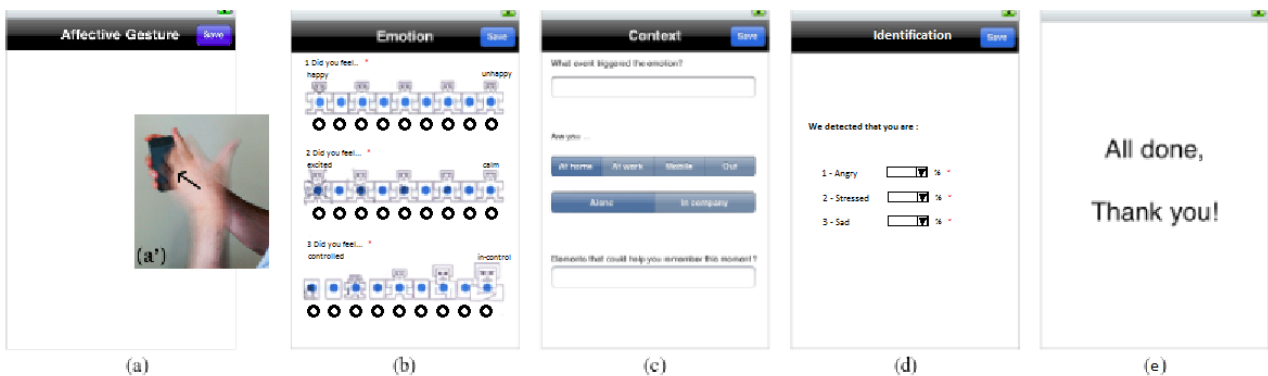 Affective Gesture Save
(a')
(a)
Emotion Save
1 Did you feel.. *
happy unhappy
2 Did you feel... *
excited calm
3 Did you feel... *
controlled in-control
(b)
Context Save
What event triggered the emotion?
Are you ...
At home At work Mobile Out
Alone In company
Elements that could help you remember this moment ?
(c)
Identification Save
We detected that you are :
1 - Angry % *
2 - Stressed % *
3 - Sad % *
(d)
All done,
Thank you!
(e)